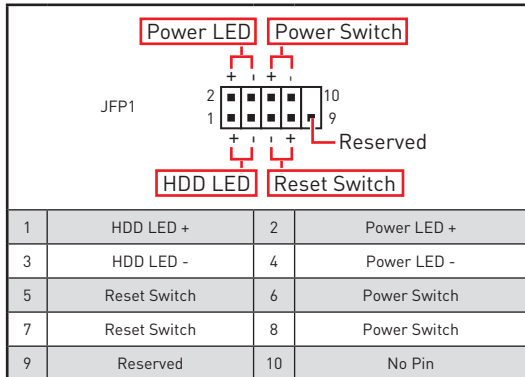 Power LED Power Switch
+ - + -
JFP1
2 10
1 9
+ - - +
Reserved
HDD LED Reset Switch
1 HDD LED + 2 Power LED +
3 HDD LED - 4 Power LED -
5 Reset Switch 6 Power Switch
7 Reset Switch 8 Power Switch
9 Reserved 10 No Pin